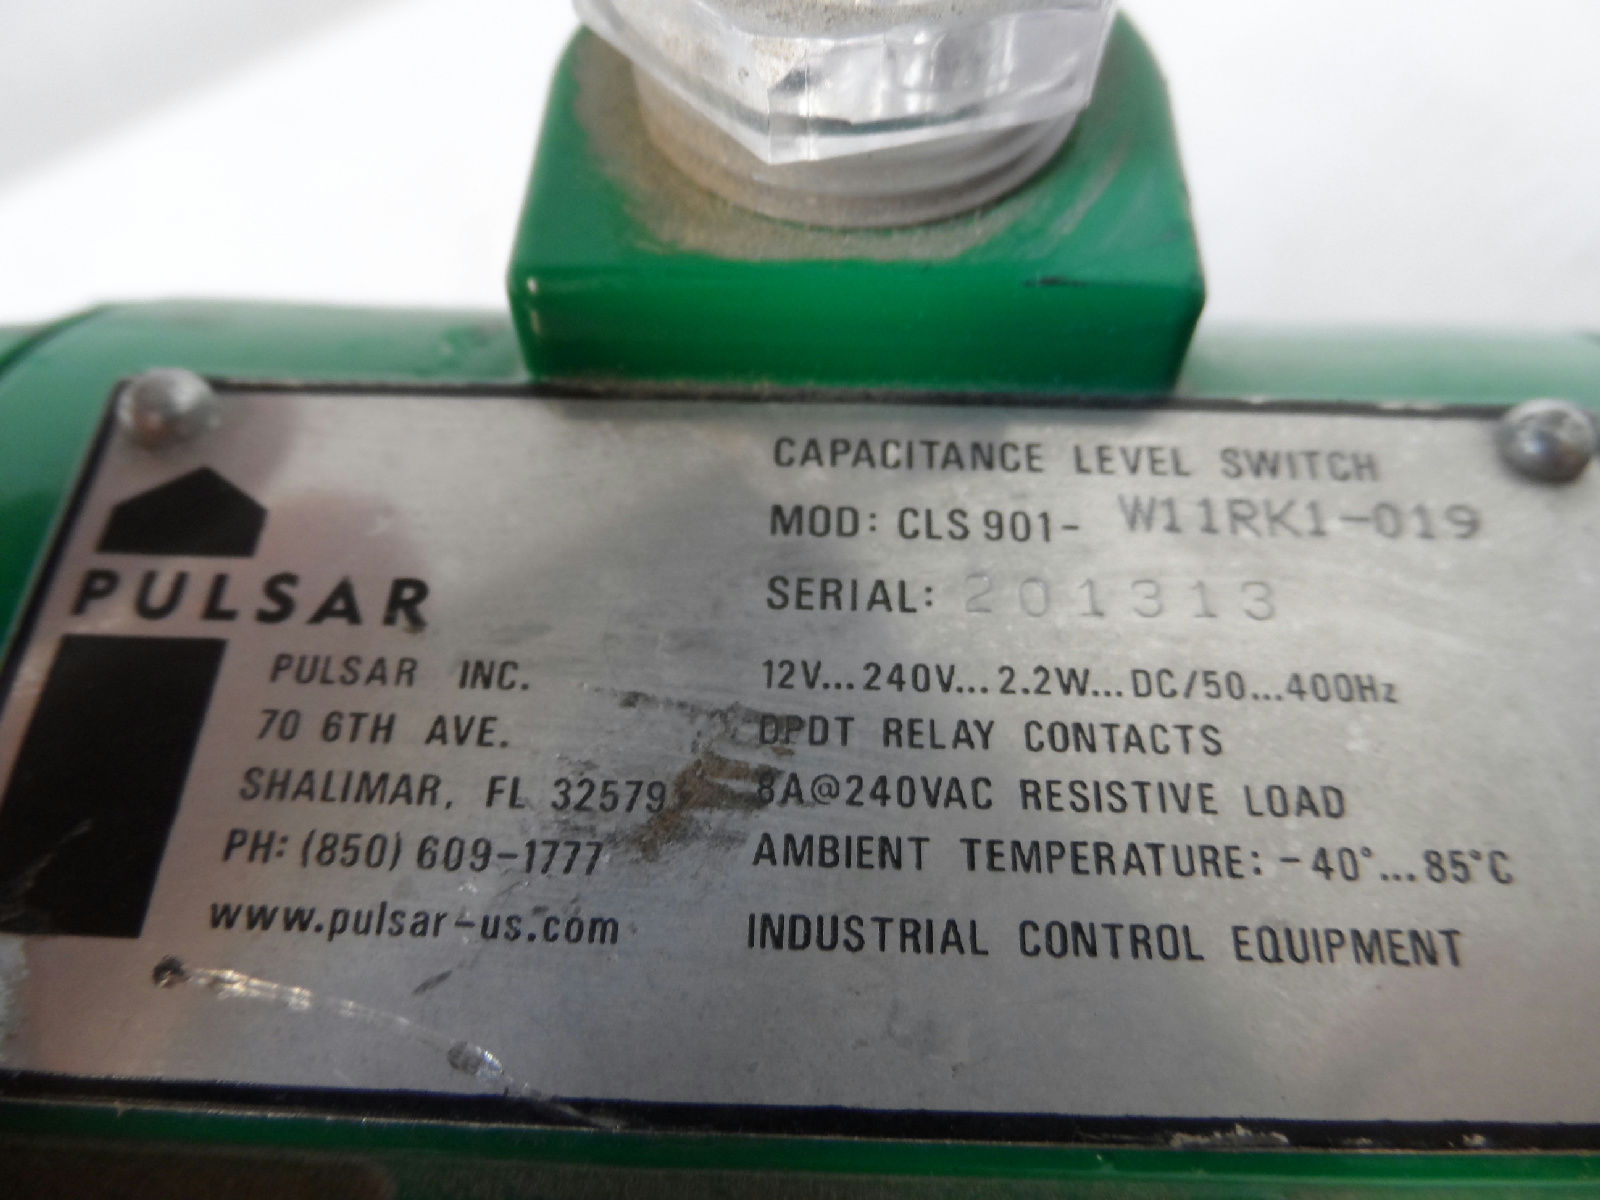 PULSAR
PULSAR INC.
70 6TH AVE.
SHALIMAR, FL 32579
PH: (850) 609-1777
www.pulsar-us.com
CAPACITANCE LEVEL SWITCH
MOD: CLS 901- W11RK1-019
SERIAL: 201313
12V...240V...2.2W...DC/50...400Hz
DPDT RELAY CONTACTS
8A@240VAC RESISTIVE LOAD
AMBIENT TEMPERATURE: -40°...85°C
INDUSTRIAL CONTROL EQUIPMENT